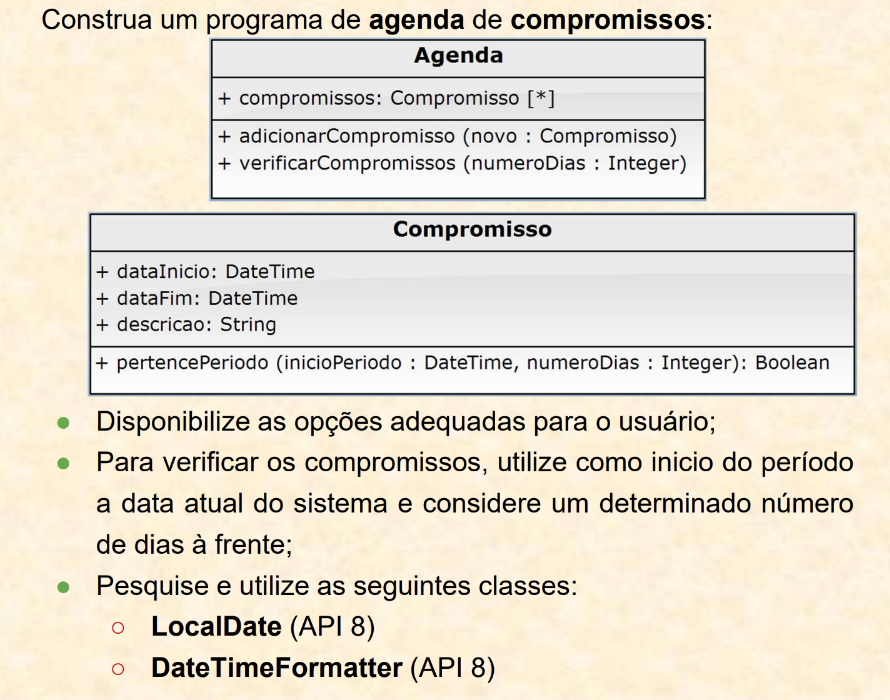 Construa um programa de agenda de compromissos:
Agenda
+ compromissos: Compromisso [*]
+ adicionarCompromisso (novo : Compromisso)
+ verificarCompromissos (numeroDias : Integer)
Compromisso
+ dataInicio: DateTime
+ dataFim: DateTime
+ descricao: String
+ pertencePeriodo (inicioPeriodo : DateTime, numeroDias : Integer): Boolean
● Disponibilize as opções adequadas para o usuário;
● Para verificar os compromissos, utilize como inicio do período
a data atual do sistema e considere um determinado número
de dias à frente;
● Pesquise e utilize as seguintes classes:
○ LocalDate (API 8)
○ DateTimeFormatter (API 8)